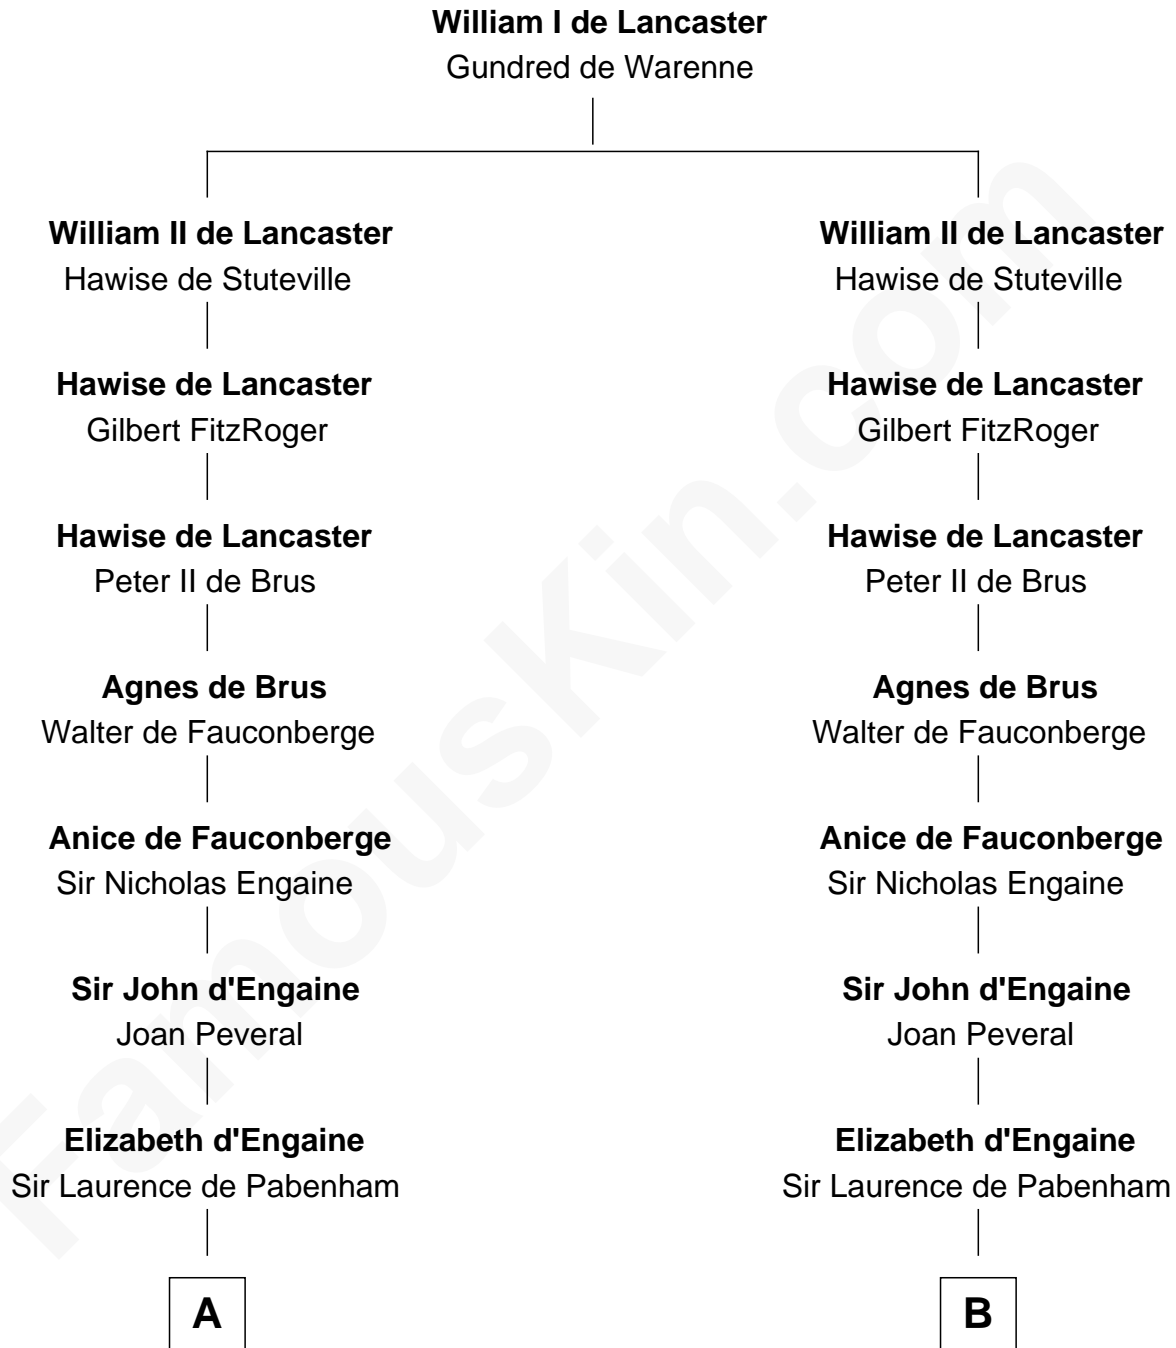 William I de Lancaster
Gundred de Warenne
William II de Lancaster
Hawise de Stuteville
William II de Lancaster
Hawise de Stuteville
Hawise de Lancaster
Gilbert FitzRoger
Hawise de Lancaster
Gilbert FitzRoger
Hawise de Lancaster
Peter II de Brus
Hawise de Lancaster
Peter II de Brus
Agnes de Brus
Walter de Fauconberge
Agnes de Brus
Walter de Fauconberge
Anice de Fauconberge
Sir Nicholas Engaine
Anice de Fauconberge
Sir Nicholas Engaine
Sir John d'Engaine
Joan Peveral
Sir John d'Engaine
Joan Peveral
Elizabeth d'Engaine
Sir Laurence de Pabenham
Elizabeth d'Engaine
Sir Laurence de Pabenham
A
B
FamousKin.com